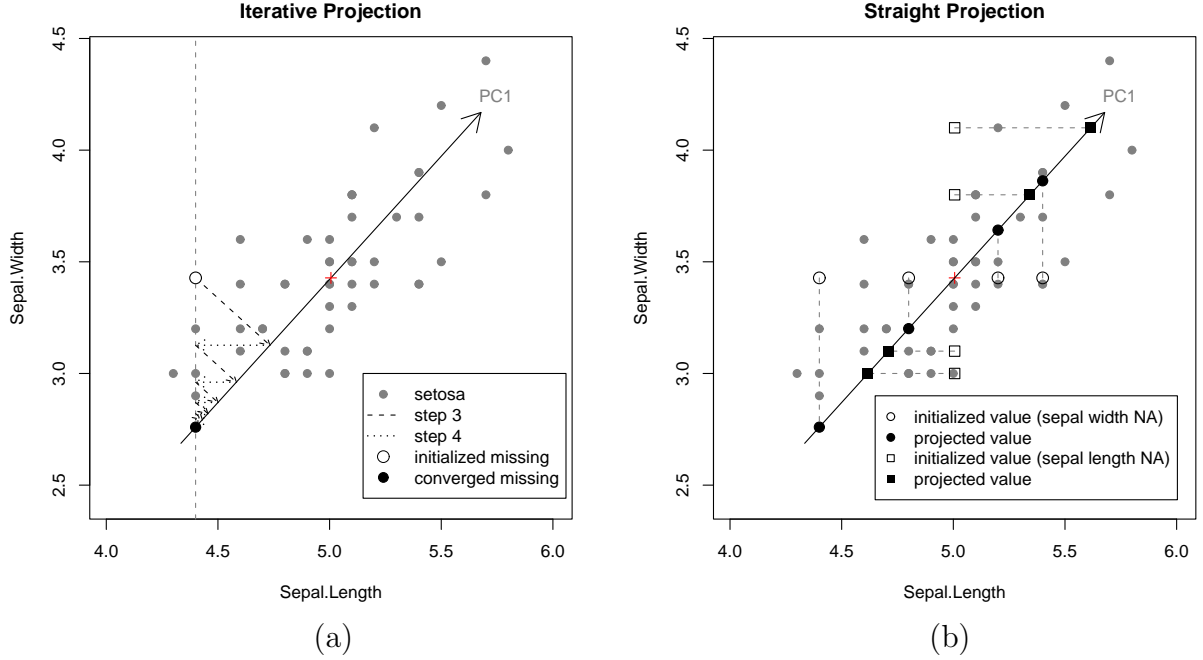 Iterative Projection
PC1
Sepal.Width
4.5
4.0
3.5
3.0
2.5
setosa
step 3
step 4
initialized missing
converged missing
4.0 4.5 5.0 5.5 6.0
Sepal.Length
(a)
Straight Projection
PC1
Sepal.Width
4.5
4.0
3.5
3.0
2.5
initialized value (sepal width NA)
projected value
initialized value (sepal length NA)
projected value
4.0 4.5 5.0 5.5 6.0
Sepal.Length
(b)